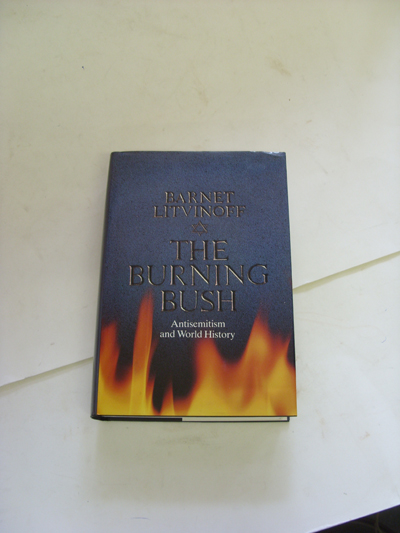 BARNET
LITVINOFF
THE
BURNING
BUSH
Antisemitism
and World History